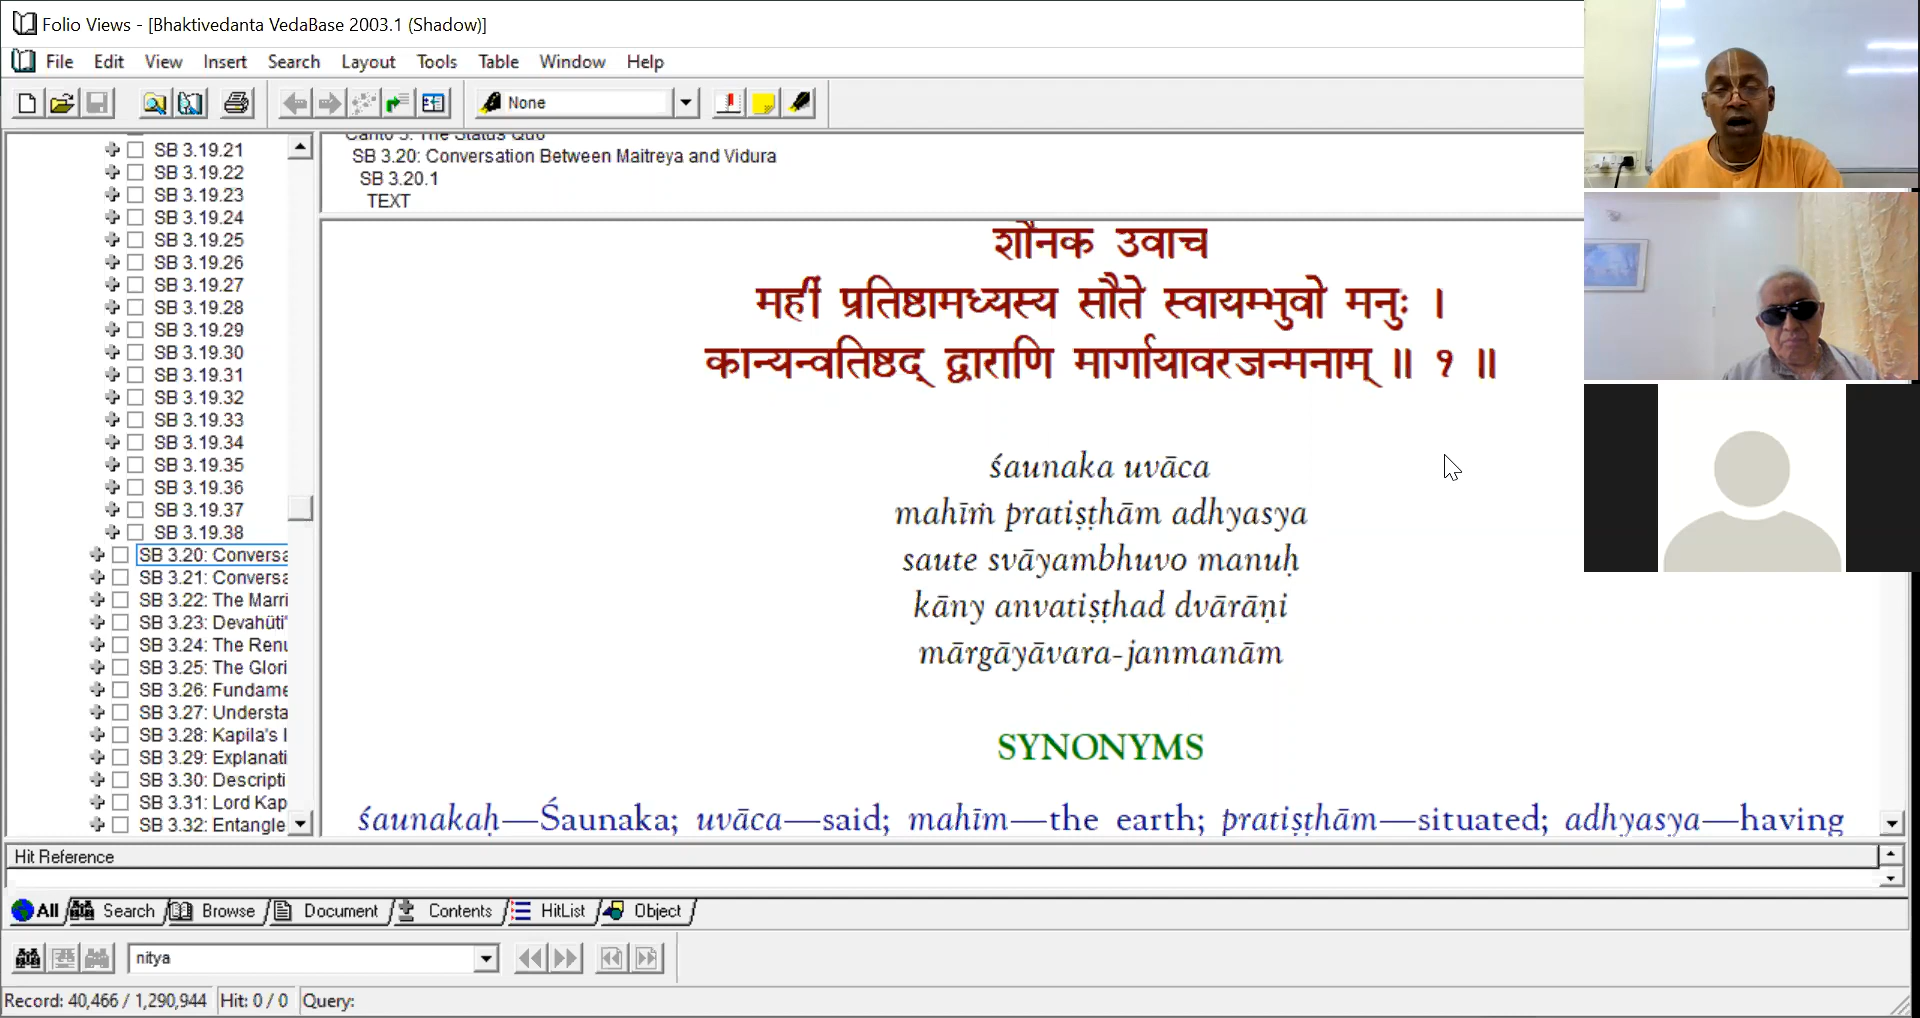 Folio Views - [Bhaktivedanta VedaBase 2003.1 (Shadow)]
File Edit View Insert Search Layout Tools Table Window Help
None
SB 3.19.21
SB 3.19.22
SB 3.19.23
SB 3.19.24
SB 3.19.25
SB 3.19.26
SB 3.19.27
SB 3.19.28
SB 3.19.29
SB 3.19.30
SB 3.19.31
SB 3.19.32
SB 3.19.33
SB 3.19.34
SB 3.19.35
SB 3.19.36
SB 3.19.37
SB 3.19.38
SB 3.20: Conversa
SB 3.21: Conversa
SB 3.22: The Marri
SB 3.23: Devahüti'
SB 3.24: The Renu
SB 3.25: The Glori
SB 3.26: Fundame
SB 3.27: Understa
SB 3.28: Kapila's I
SB 3.29: Explanati
SB 3.30: Descripti
SB 3.31: Lord Kap
SB 3.32: Entangle
Canto 3: The Status Quo
SB 3.20: Conversation Between Maitreya and Vidura
SB 3.20.1
TEXT
शौनक उवाच
महीं प्रतिष्ठामध्यस्य सौते स्वायम्भुवो मनुः ।
कान्यन्वतिष्ठद् द्वाराणि मार्गायावरजन्मनाम् ॥ १ ॥
śaunaka uvāca
mahīṁ pratiṣṭhām adhyasya
saute svāyambhuvo manuḥ
kāny anvatiṣṭhad dvārāṇi
mārgāyāvara-janmanām
SYNONYMS
śaunakaḥ—Śaunaka; uvāca—said; mahīm—the earth; pratiṣṭhām—situated; adhyasya—having
Hit Reference
All Search Browse Document Contents HitList Object
nitya
Record: 40,466 / 1,290,944 Hit: 0 / 0 Query: